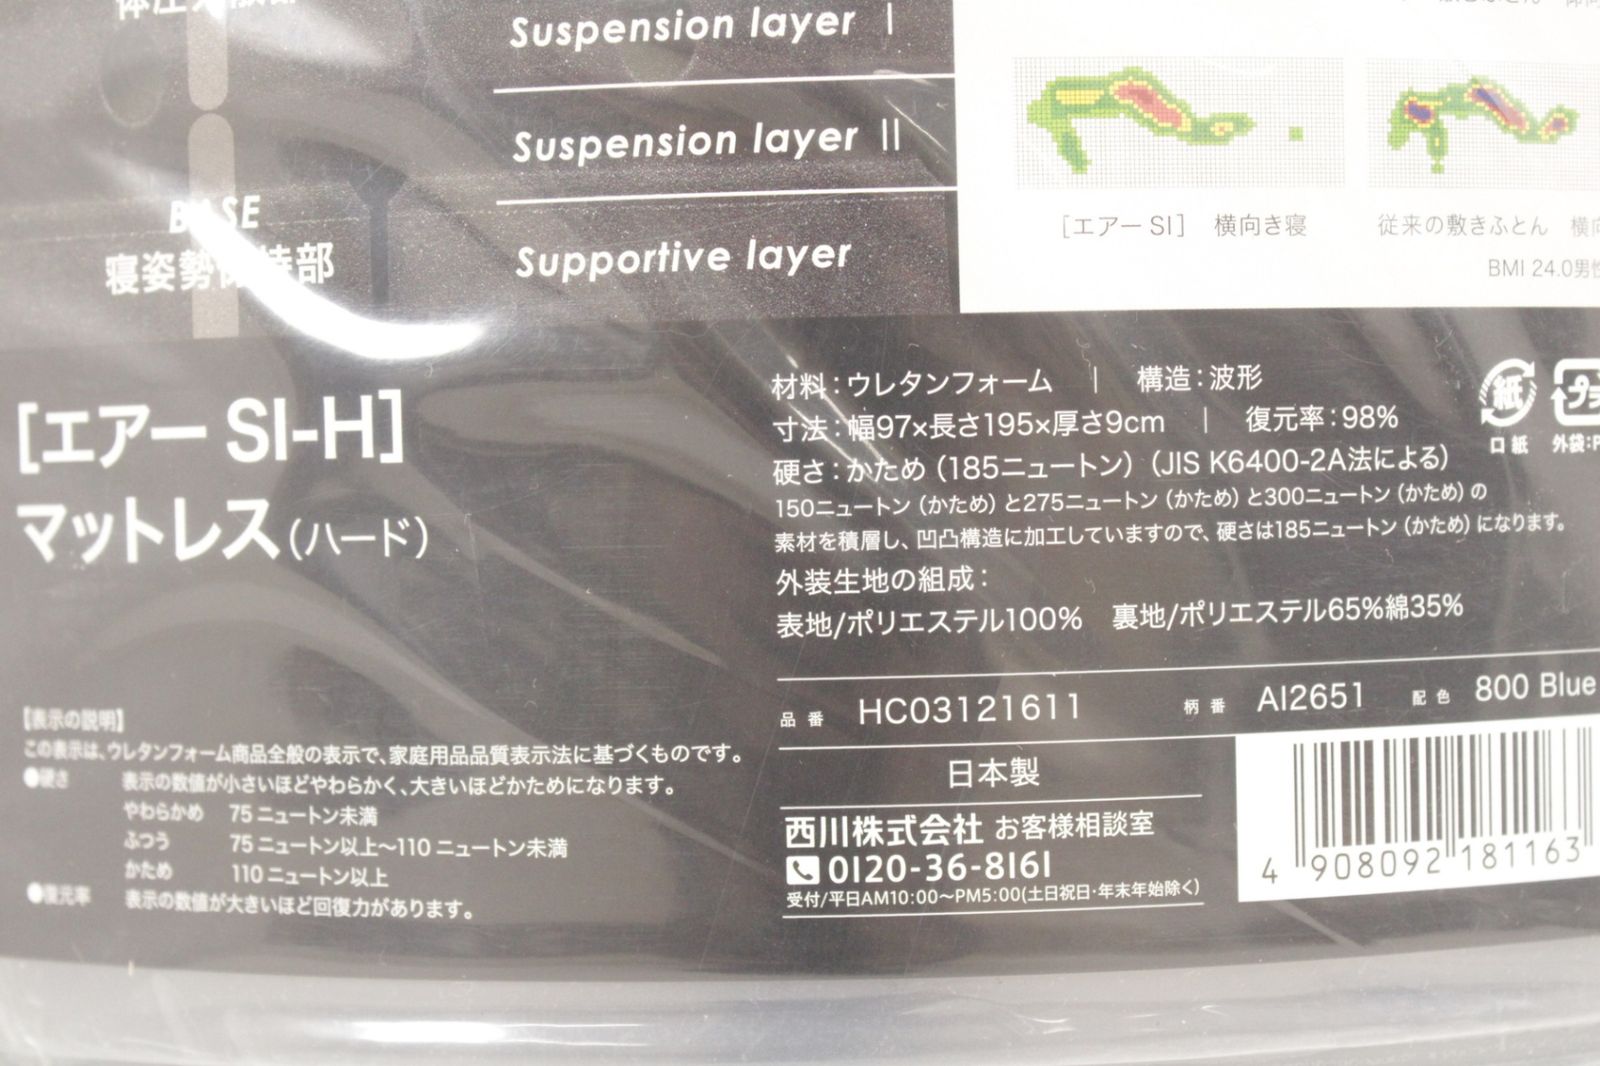 Suspension layer Ⅰ
Suspension layer Ⅱ
BASE
寝姿勢保持部
Supportive layer
[エアー SI] 横向き寝
従来の敷きふとん 横向
BMI 24.0男性
[エアー SI-H]
マットレス(ハード)
材料:ウレタンフォーム | 構造:波形
寸法:幅97×長さ195×厚さ9cm | 復元率:98%
硬さ:かため(185ニュートン)(JIS K6400-2A法による)
150ニュートン(かため)と275ニュートン(かため)と300ニュートン(かため)の
素材を積層し、凹凸構造に加工していますので、硬さは185ニュートン(かため)になります。
外装生地の組成:
表地/ポリエステル100% 裏地/ポリエステル65%綿35%
紙
口紙
プラ
外袋:P
品番 HC03121611 柄番 AI2651 配色 800 Blue
日本製
西川株式会社 お客様相談室
0120-36-8161
受付/平日AM10:00〜PM5:00(土日祝日・年末年始除く)
4 908092 181163
【表示の説明】
この表示は、ウレタンフォーム商品全般の表示で、家庭用品品質表示法に基づくものです。
●硬さ 表示の数値が小さいほどやわらかく、大きいほどかためになります。
やわらかめ 75ニュートン未満
ふつう 75ニュートン以上〜110ニュートン未満
かため 110ニュートン以上
●復元率 表示の数値が大きいほど回復力があります。